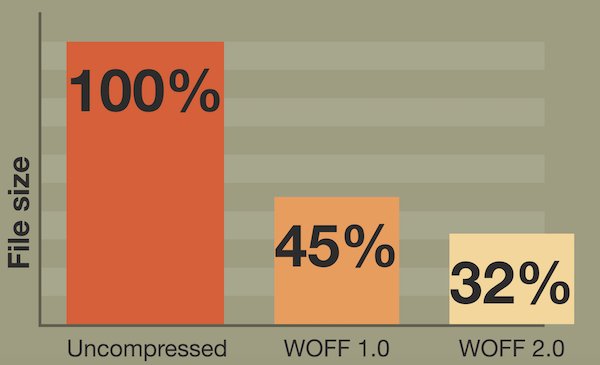 File size
100%
45%
32%
Uncompressed
WOFF 1.0
WOFF 2.0